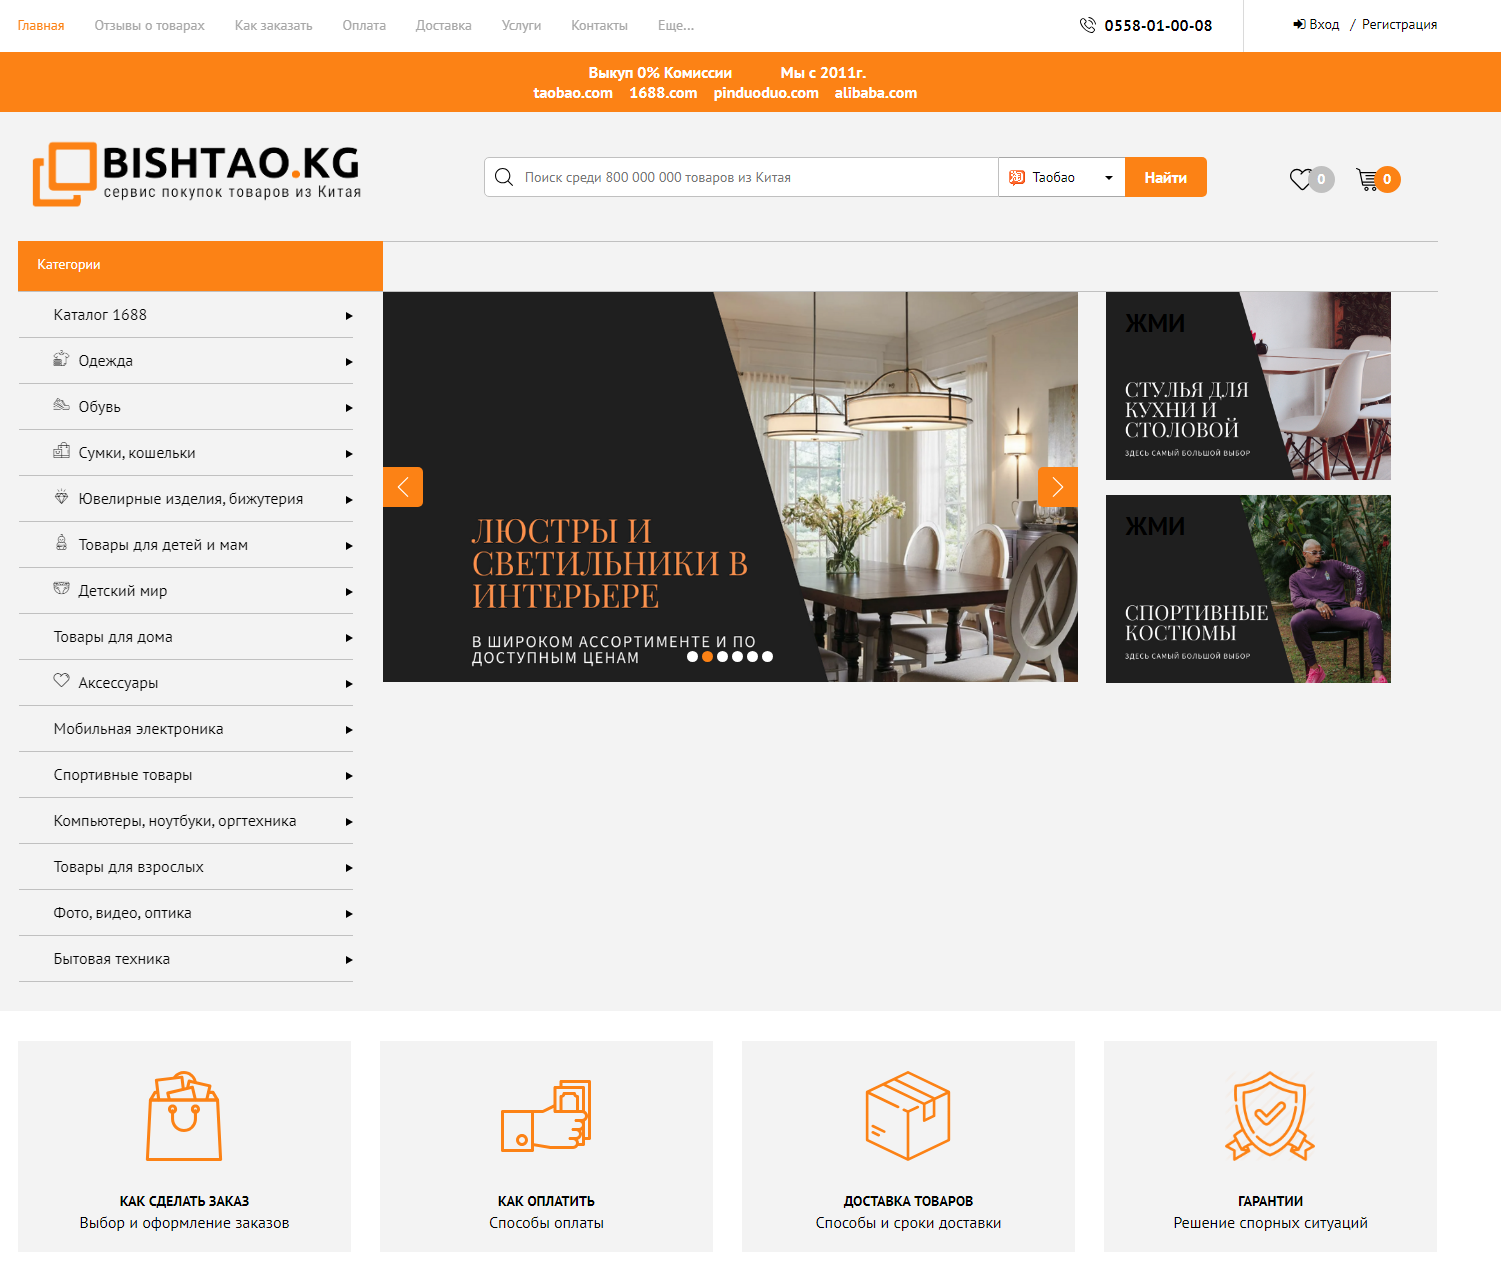 Главная Отзывы о товарах Как заказать Оплата Доставка Услуги Контакты Еще...
0558-01-00-08
Вход / Регистрация
Выкуп 0% Комиссии Мы с 2011г.
taobao.com 1688.com pinduoduo.com alibaba.com
BISHTAO.KG
сервис покупок товаров из Китая
Поиск среди 800 000 000 товаров из Китая
淘 Таобао
Найти
0
0
Категории
Каталог 1688
Одежда
Обувь
Сумки, кошельки
Ювелирные изделия, бижутерия
Товары для детей и мам
Детский мир
Товары для дома
Аксессуары
Мобильная электроника
Спортивные товары
Компьютеры, ноутбуки, оргтехника
Товары для взрослых
Фото, видео, оптика
Бытовая техника
ЛЮСТРЫ И
СВЕТИЛЬНИКИ В
ИНТЕРЬЕРЕ
В ШИРОКОМ АССОРТИМЕНТЕ И ПО
ДОСТУПНЫМ ЦЕНАМ
ЖМИ
СТУЛЬЯ ДЛЯ
КУХНИ И
СТОЛОВОЙ
ЗДЕСЬ САМЫЙ БОЛЬШОЙ ВЫБОР
ЖМИ
СПОРТИВНЫЕ
КОСТЮМЫ
ЗДЕСЬ САМЫЙ БОЛЬШОЙ ВЫБОР
КАК СДЕЛАТЬ ЗАКАЗ
Выбор и оформление заказов
КАК ОПЛАТИТЬ
Способы оплаты
ДОСТАВКА ТОВАРОВ
Способы и сроки доставки
ГАРАНТИИ
Решение спорных ситуаций